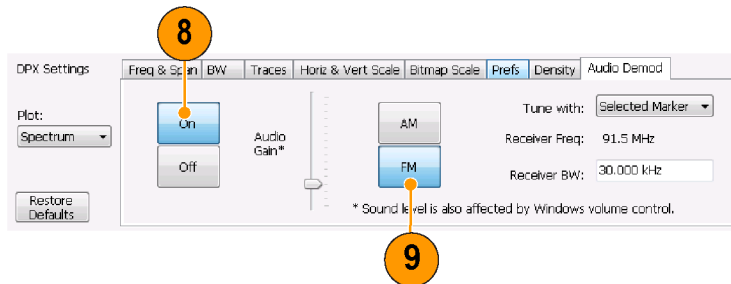 8
DPX Settings
Freq & Span BW Traces Horiz & Vert Scale Bitmap Scale Prefs Density Audio Demod
Plot:
Spectrum
On
Off
Audio
Gain*
AM
FM
Tune with: Selected Marker
Receiver Freq: 91.5 MHz
Receiver BW: 30.000 kHz
Restore
Defaults
* Sound level is also affected by Windows volume control.
9